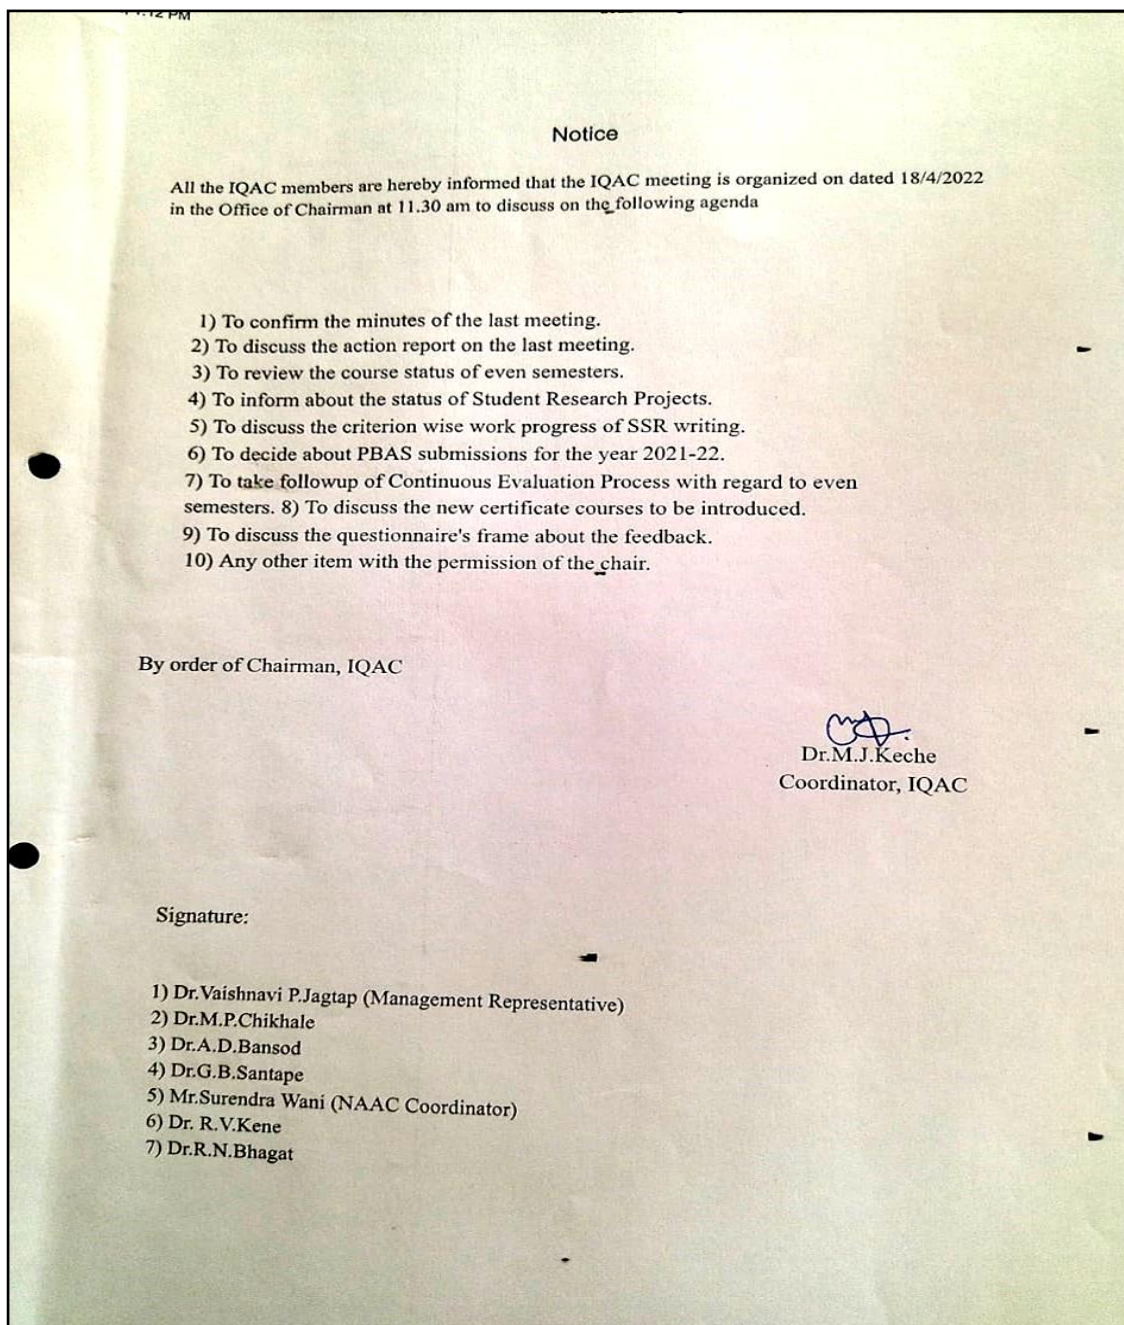 Notice
All the IQAC members are hereby informed that the IQAC meeting is organized on dated 18/4/2022
in the Office of Chairman at 11.30 am to discuss on the following agenda
1) To confirm the minutes of the last meeting.
2) To discuss the action report on the last meeting.
3) To review the course status of even semesters.
4) To inform about the status of Student Research Projects.
5) To discuss the criterion wise work progress of SSR writing.
6) To decide about PBAS submissions for the year 2021-22.
7) To take followup of Continuous Evaluation Process with regard to even
semesters. 8) To discuss the new certificate courses to be introduced.
9) To discuss the questionnaire's frame about the feedback.
10) Any other item with the permission of the chair.
By order of Chairman, IQAC
Dr.M.J.Keche
Coordinator, IQAC
Signature:
1) Dr.Vaishnavi P.Jagtap (Management Representative)
2) Dr.M.P.Chikhale
3) Dr.A.D.Bansod
4) Dr.G.B.Santape
5) Mr.Surendra Wani (NAAC Coordinator)
6) Dr. R.V.Kene
7) Dr.R.N.Bhagat